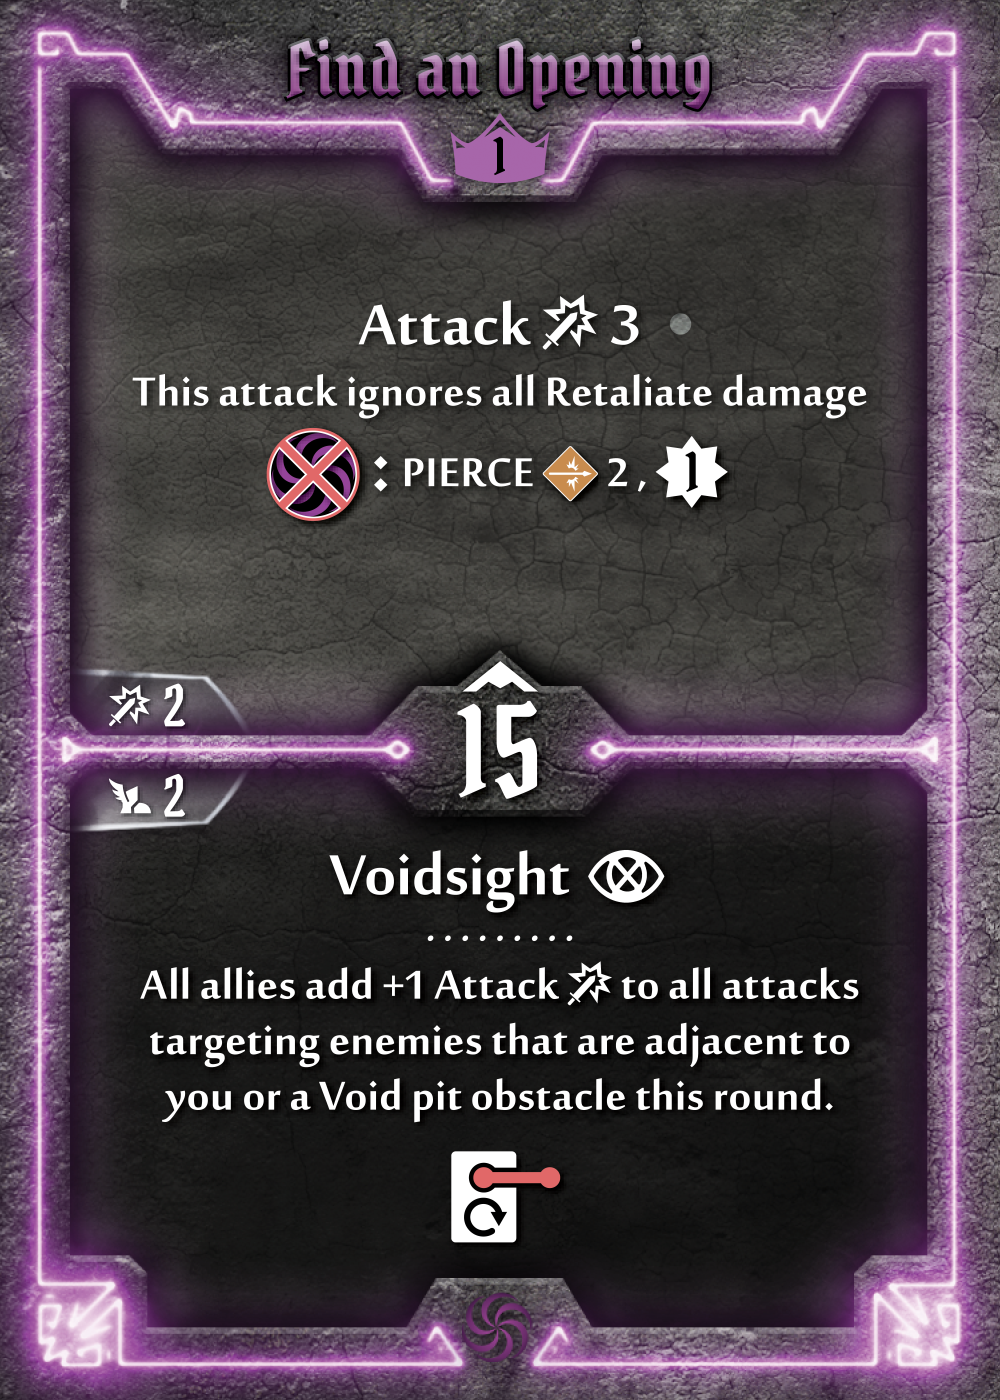 Find an Opening
1
Attack 3
This attack ignores all Retaliate damage
: PIERCE 2, 1
2
15
2
Voidsight
.........
All allies add +1 Attack to all attacks
targeting enemies that are adjacent to
you or a Void pit obstacle this round.